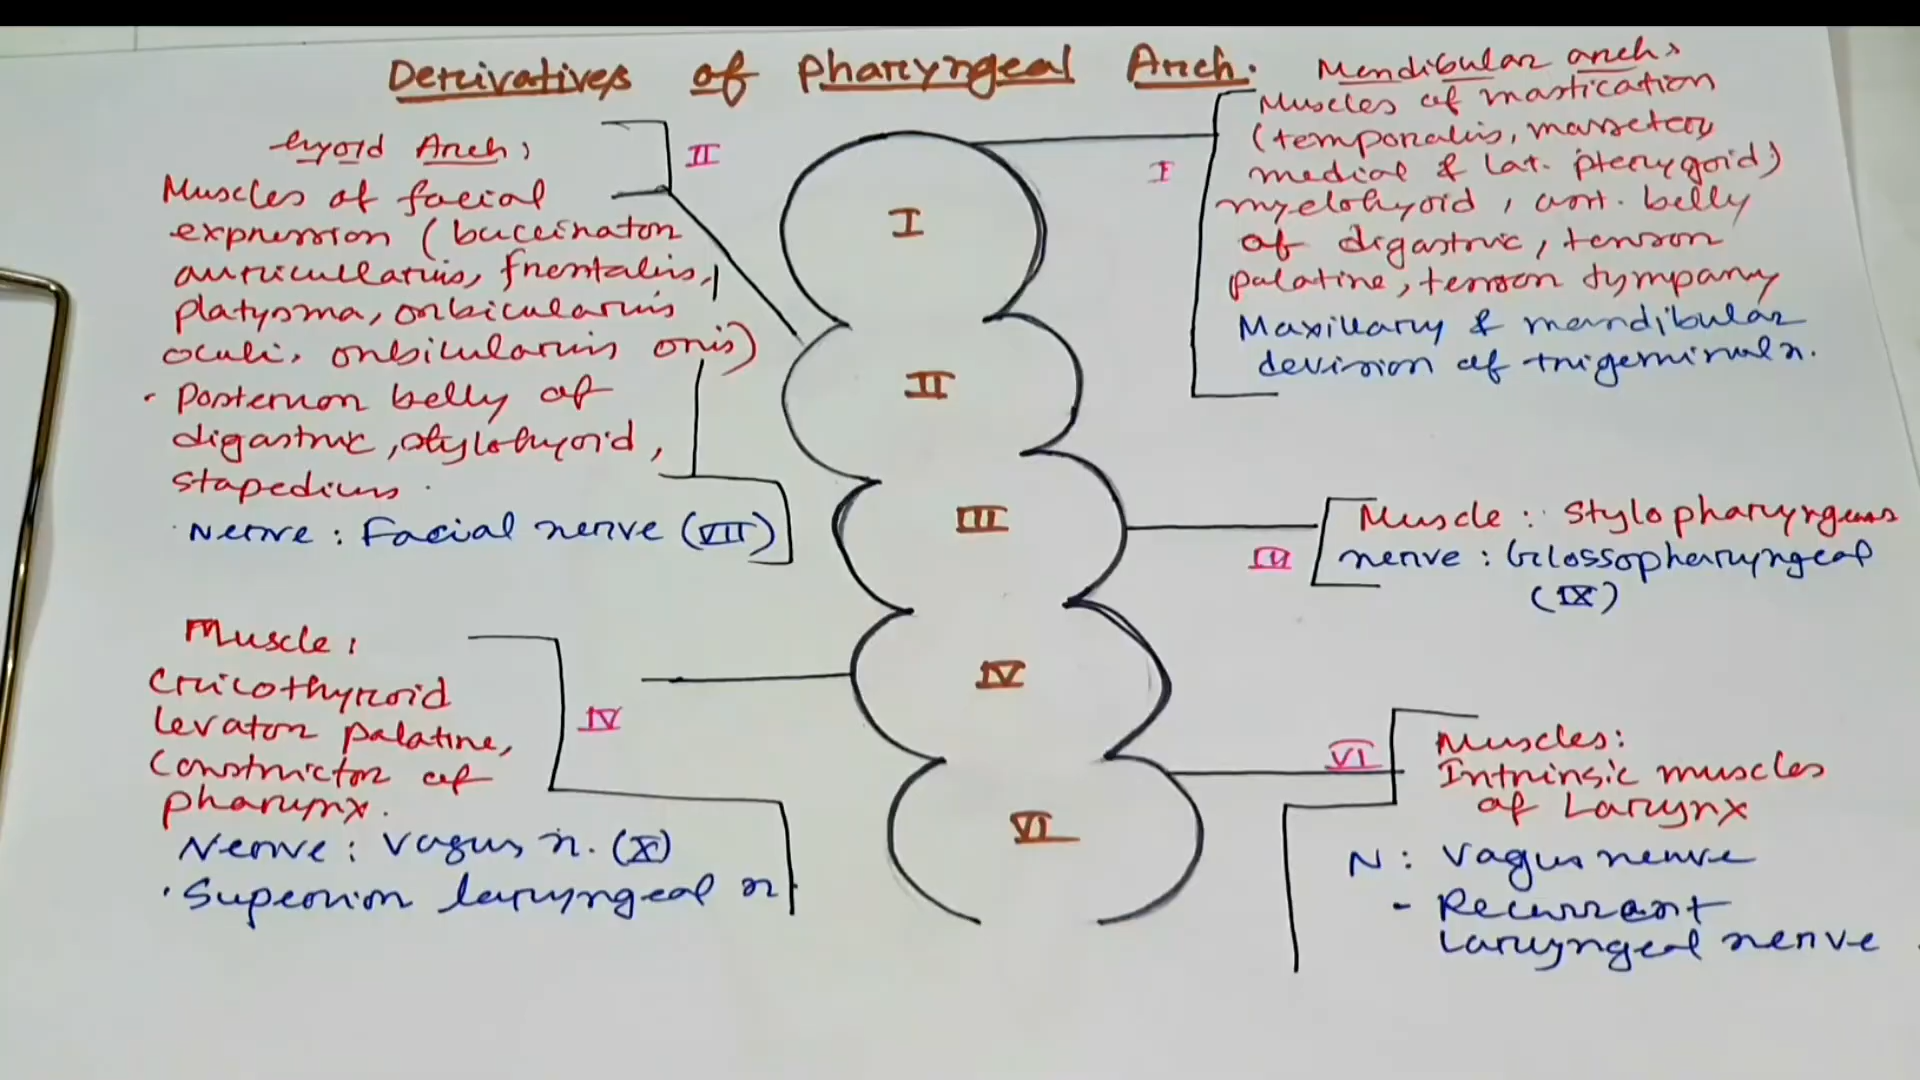 Derivatives of pharyngeal Arch.
Mandibular arch:
Muscles of mastication
(temporalis, masseter,
medial & lat. pterygoid)
myelohyoid, ant. belly
of digastric, tensor
palatine, tensor tympany
Maxillary & mandibular
devision of trigeminal n.
I
hyoid Arch:
Muscles of facial
expression (buccinator
auricullaris, frontalis,
platysma, orbicularis
oculi, orbicularis oris)
• Posterior belly of
digastric, stylohyoid,
stapedius.
Nerve: Facial nerve (VII)
II
I
II
III
IV
VI
III
Muscle: Stylopharyngeus
nerve: Glossopharyngeal
(IX)
Muscle:
Cricothyroid
levator palatine,
Constrictor of
pharynx.
Nerve: Vagus n. (X)
• Superior laryngeal n
IV
VI
Muscles:
Intrinsic muscles
of Larynx
N: Vagus nerve
- Recurrant
Laryngeal nerve.